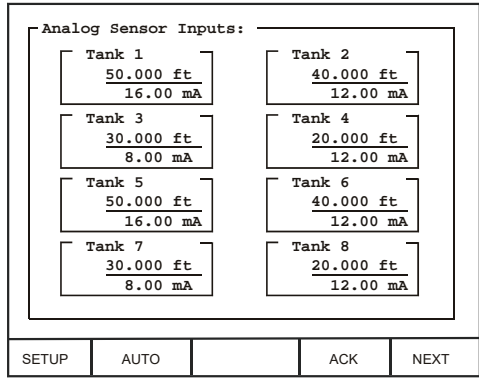 Analog Sensor Inputs:
Tank 1
50.000 ft
16.00 mA
Tank 2
40.000 ft
12.00 mA
Tank 3
30.000 ft
8.00 mA
Tank 4
20.000 ft
12.00 mA
Tank 5
50.000 ft
16.00 mA
Tank 6
40.000 ft
12.00 mA
Tank 7
30.000 ft
8.00 mA
Tank 8
20.000 ft
12.00 mA
SETUP AUTO ACK NEXT